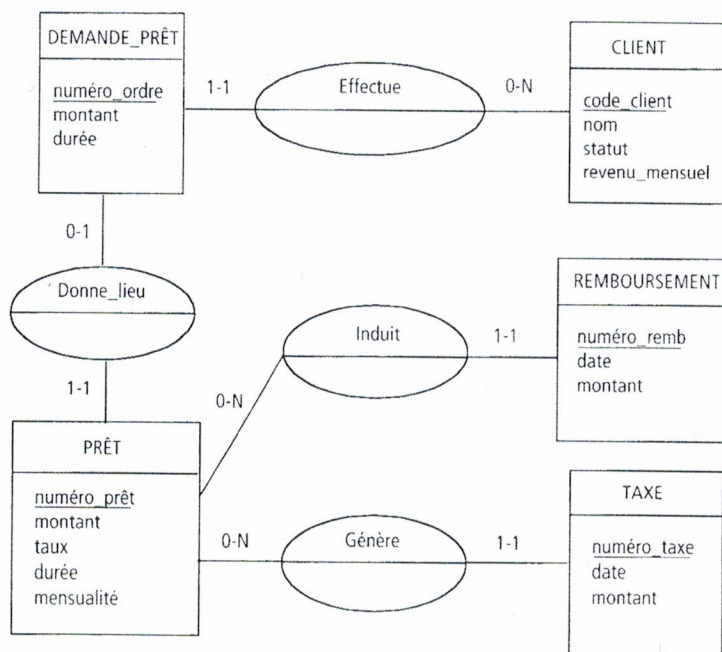 DEMANDE_PRÊT
numéro_ordre
montant
durée
1-1
Effectue
0-N
CLIENT
code_client
nom
statut
revenu_mensuel
0-1
Donne_lieu
1-1
Induit
0-N
1-1
REMBOURSEMENT
numéro_remb
date
montant
PRÊT
numéro_prêt
montant
taux
durée
mensualité
0-N
Génère
1-1
TAXE
numéro_taxe
date
montant